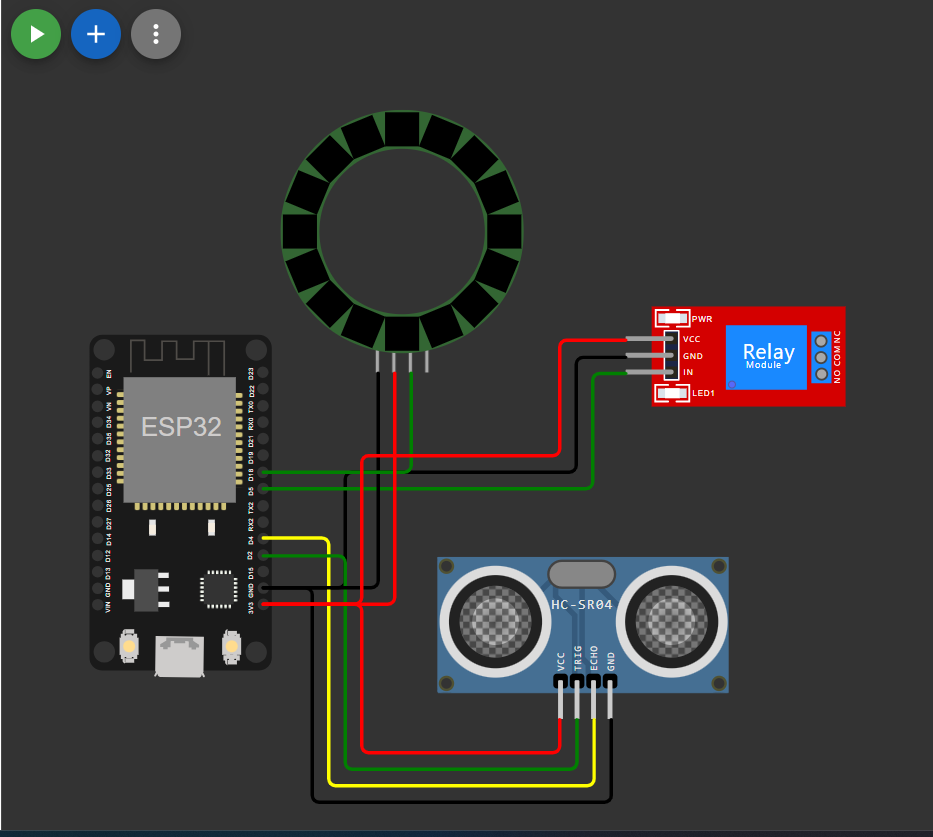 ESP32
EN
VP
VN
D34
D35
D32
D33
D25
D26
D27
D14
D12
D13
GND
VIN
D23
D22
TX0
RX0
D21
D19
D18
D5
TX2
RX2
D4
D2
D15
GND
3V3
PWR
VCC
GND
IN
LED1
Relay
Module
NO COM NC
HC-SR04
VCC
TRIG
ECHO
GND